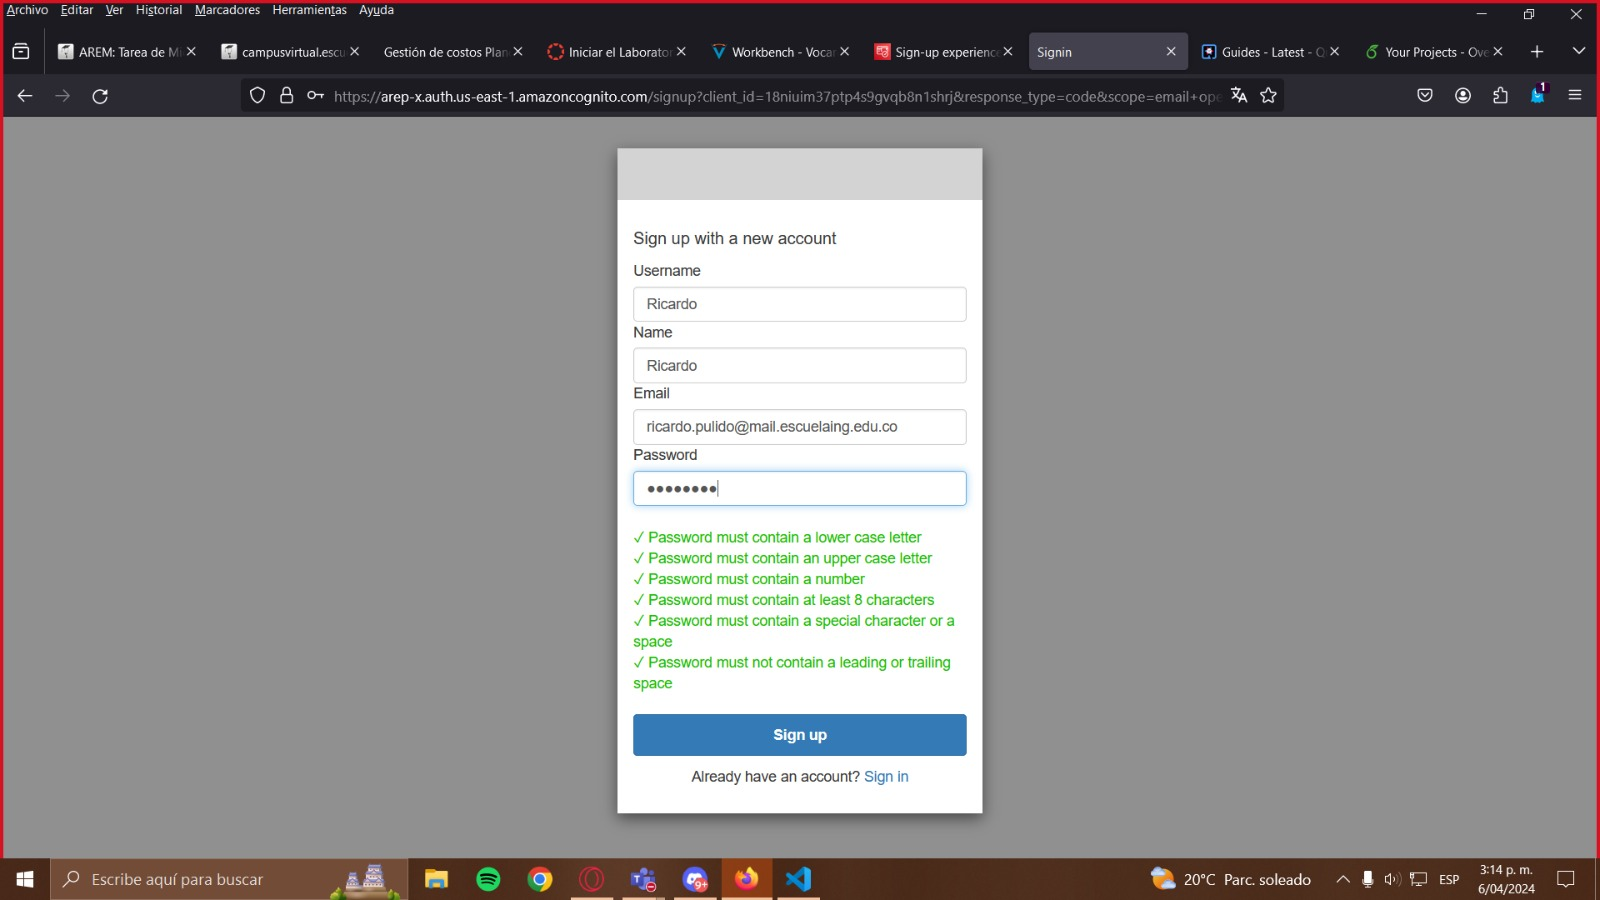 Archivo Editar Ver Historial Marcadores Herramientas Ayuda
AREM: Tarea de Mi
campusvirtual.escu
Gestión de costos Plan
Iniciar el Laborator
Workbench - Vocar
Sign-up experience
Signin
Guides - Latest - Q
Your Projects - Ove
https://arep-x.auth.us-east-1.amazoncognito.com/signup?client_id=18niuim37ptp4s9gvqb8n1shrj&response_type=code&scope=email+ope
1
Sign up with a new account
Username
Ricardo
Name
Ricardo
Email
ricardo.pulido@mail.escuelaing.edu.co
Password
✓ Password must contain a lower case letter
✓ Password must contain an upper case letter
✓ Password must contain a number
✓ Password must contain at least 8 characters
✓ Password must contain a special character or a
space
✓ Password must not contain a leading or trailing
space
Sign up
Already have an account? Sign in
Escribe aquí para buscar
9+
20°C Parc. soleado
ESP
3:14 p. m.
6/04/2024